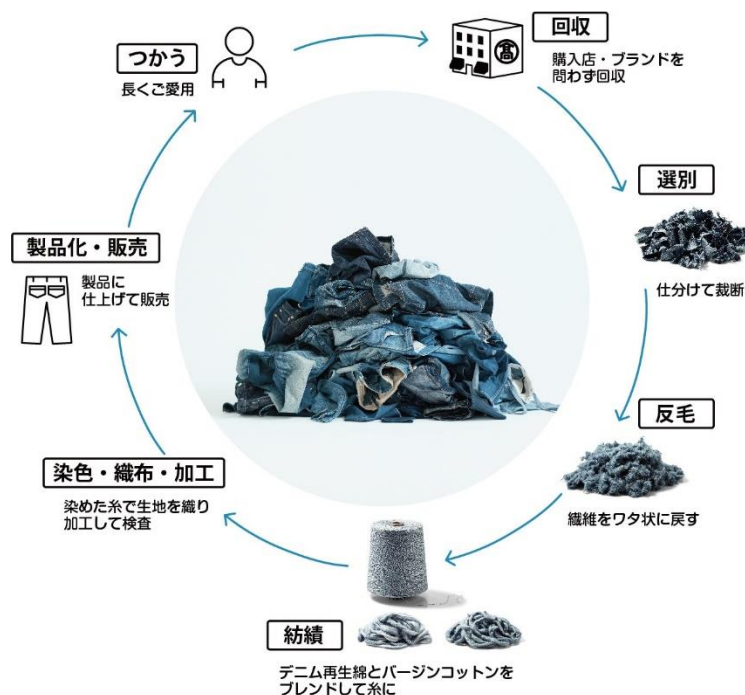 つかう
長くご愛用
回収
髙
購入店・ブランドを
問わず回収
選別
仕分けて裁断
反毛
繊維をワタ状に戻す
紡績
デニム再生綿とバージンコットンを
ブレンドして糸に
染色・織布・加工
染めた糸で生地を織り
加工して検査
製品化・販売
製品に
仕上げて販売